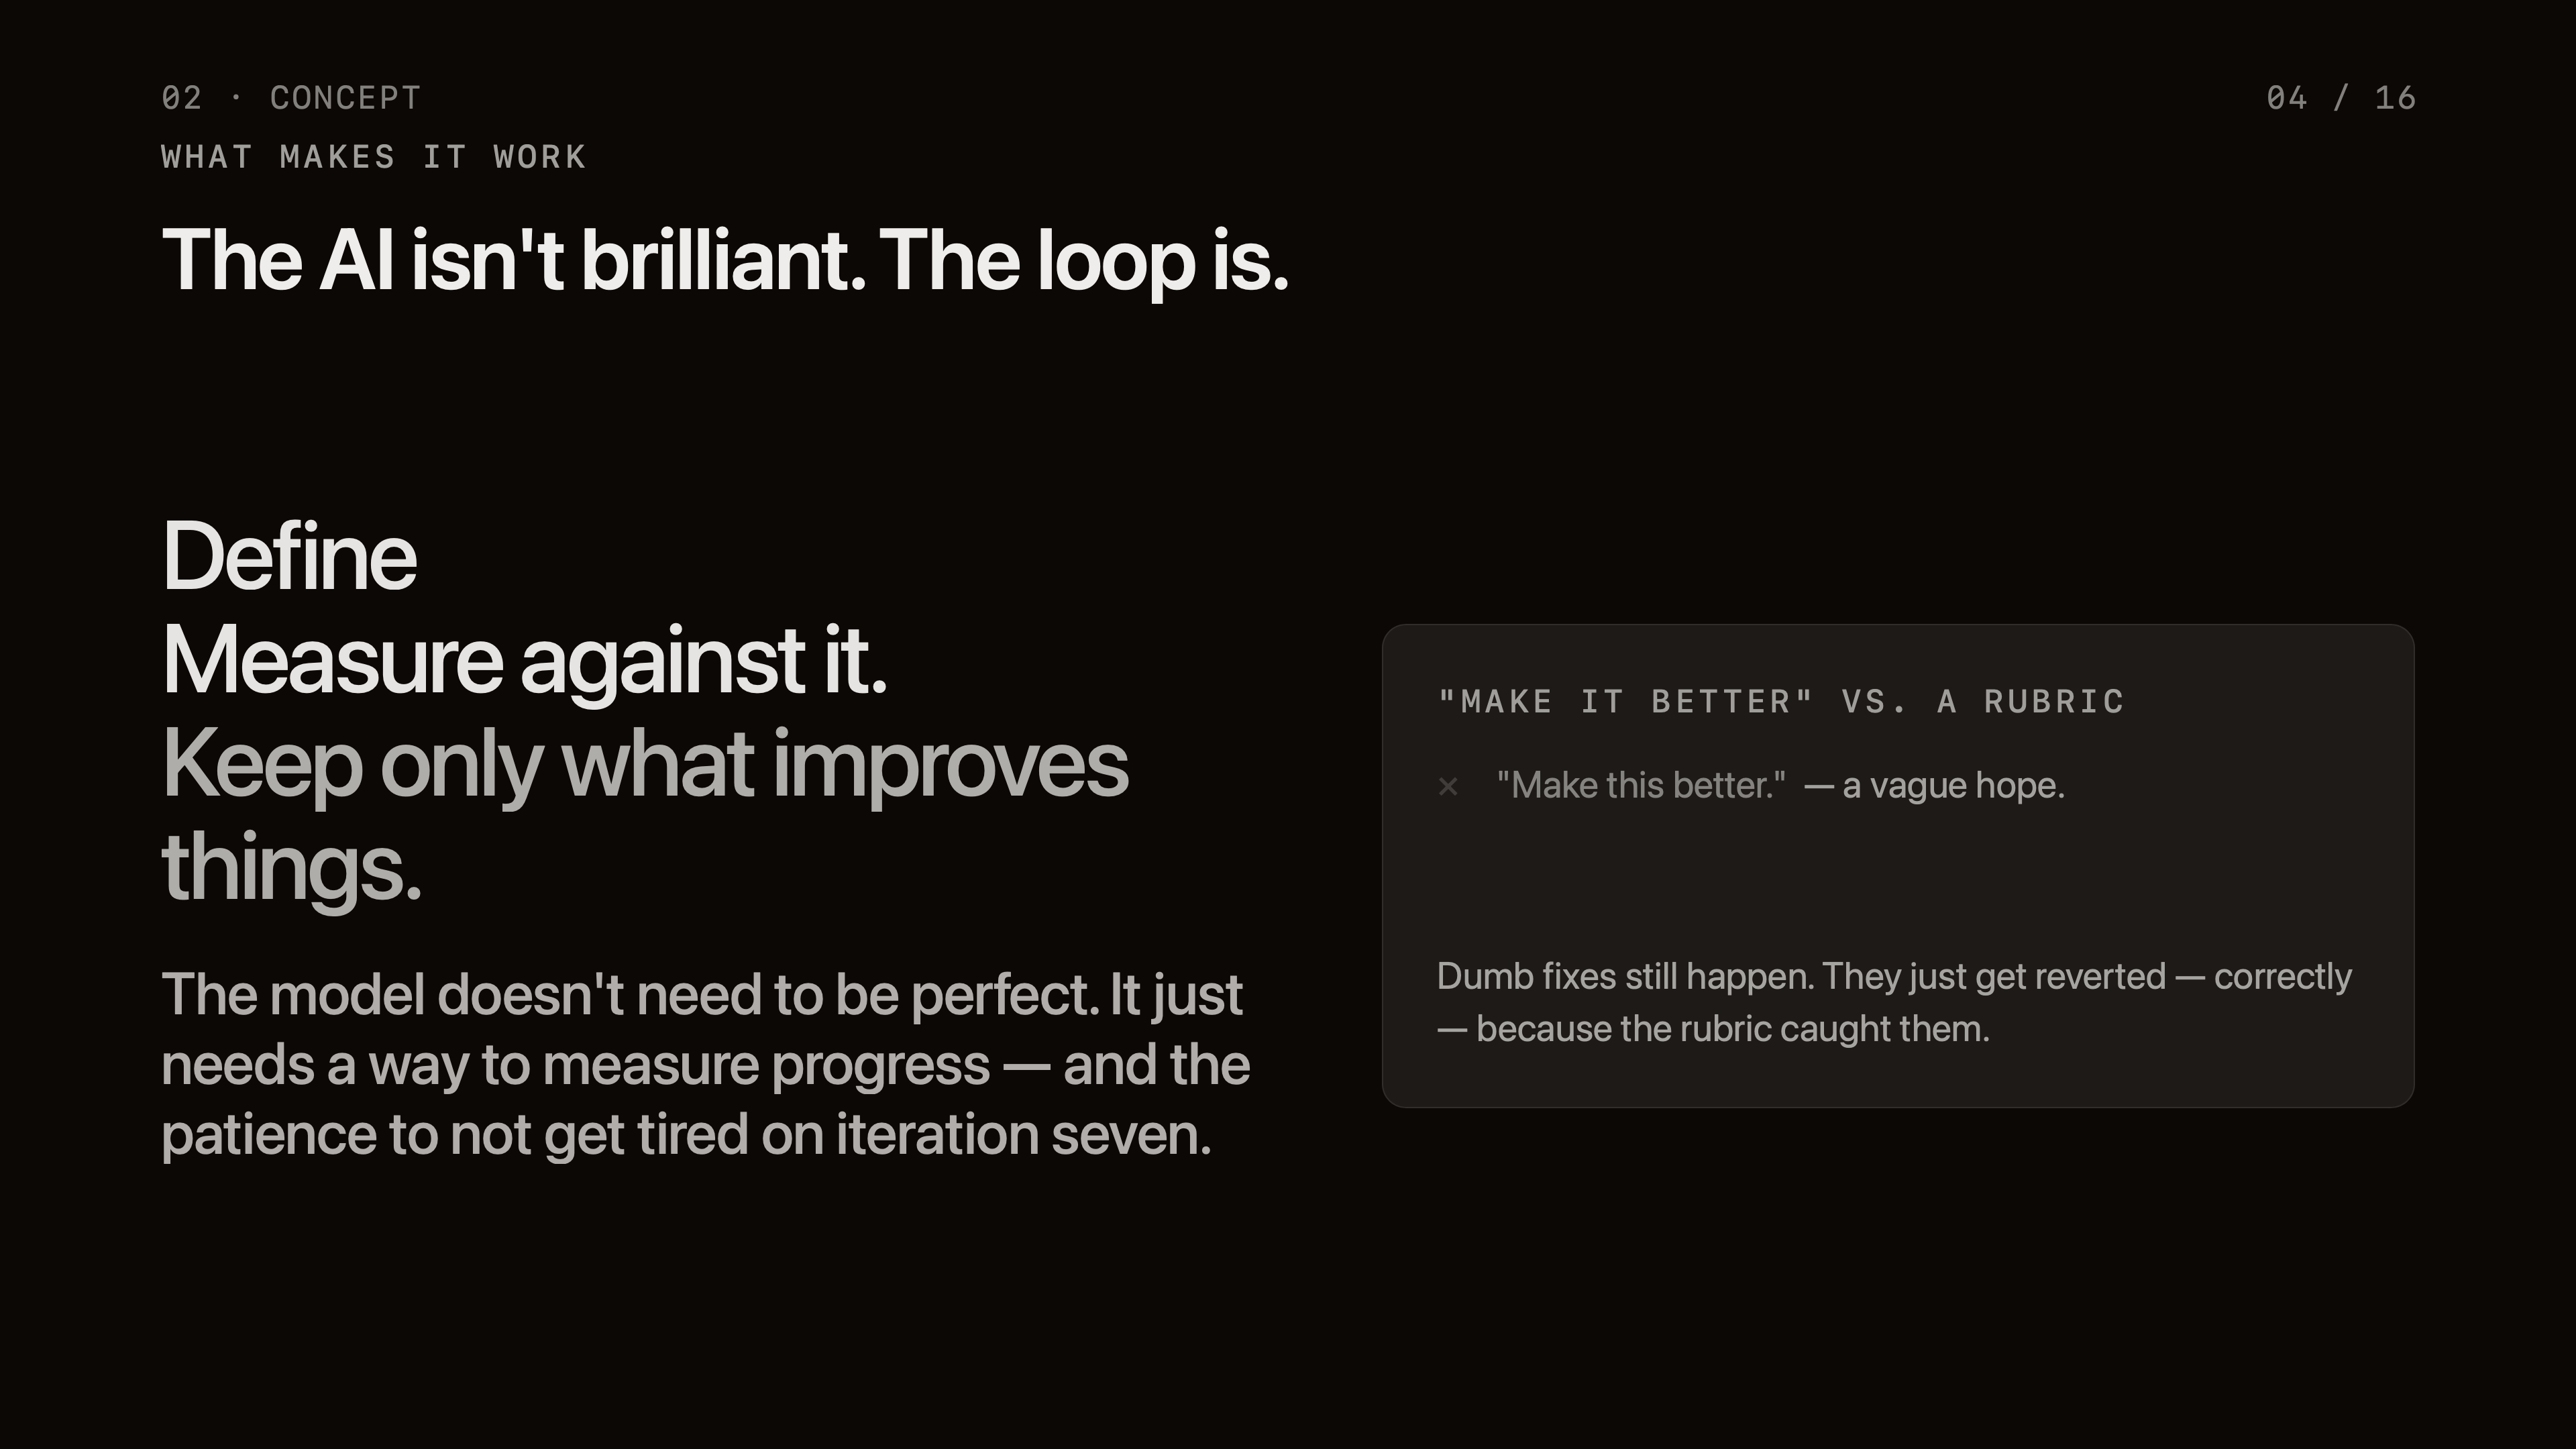 02 · CONCEPT
04 / 16
WHAT MAKES IT WORK
The AI isn't brilliant. The loop is.
Define
Measure against it.
Keep only what improves
things.
The model doesn't need to be perfect. It just
needs a way to measure progress — and the
patience to not get tired on iteration seven.
"MAKE IT BETTER" VS. A RUBRIC
× "Make this better." — a vague hope.
Dumb fixes still happen. They just get reverted — correctly
— because the rubric caught them.